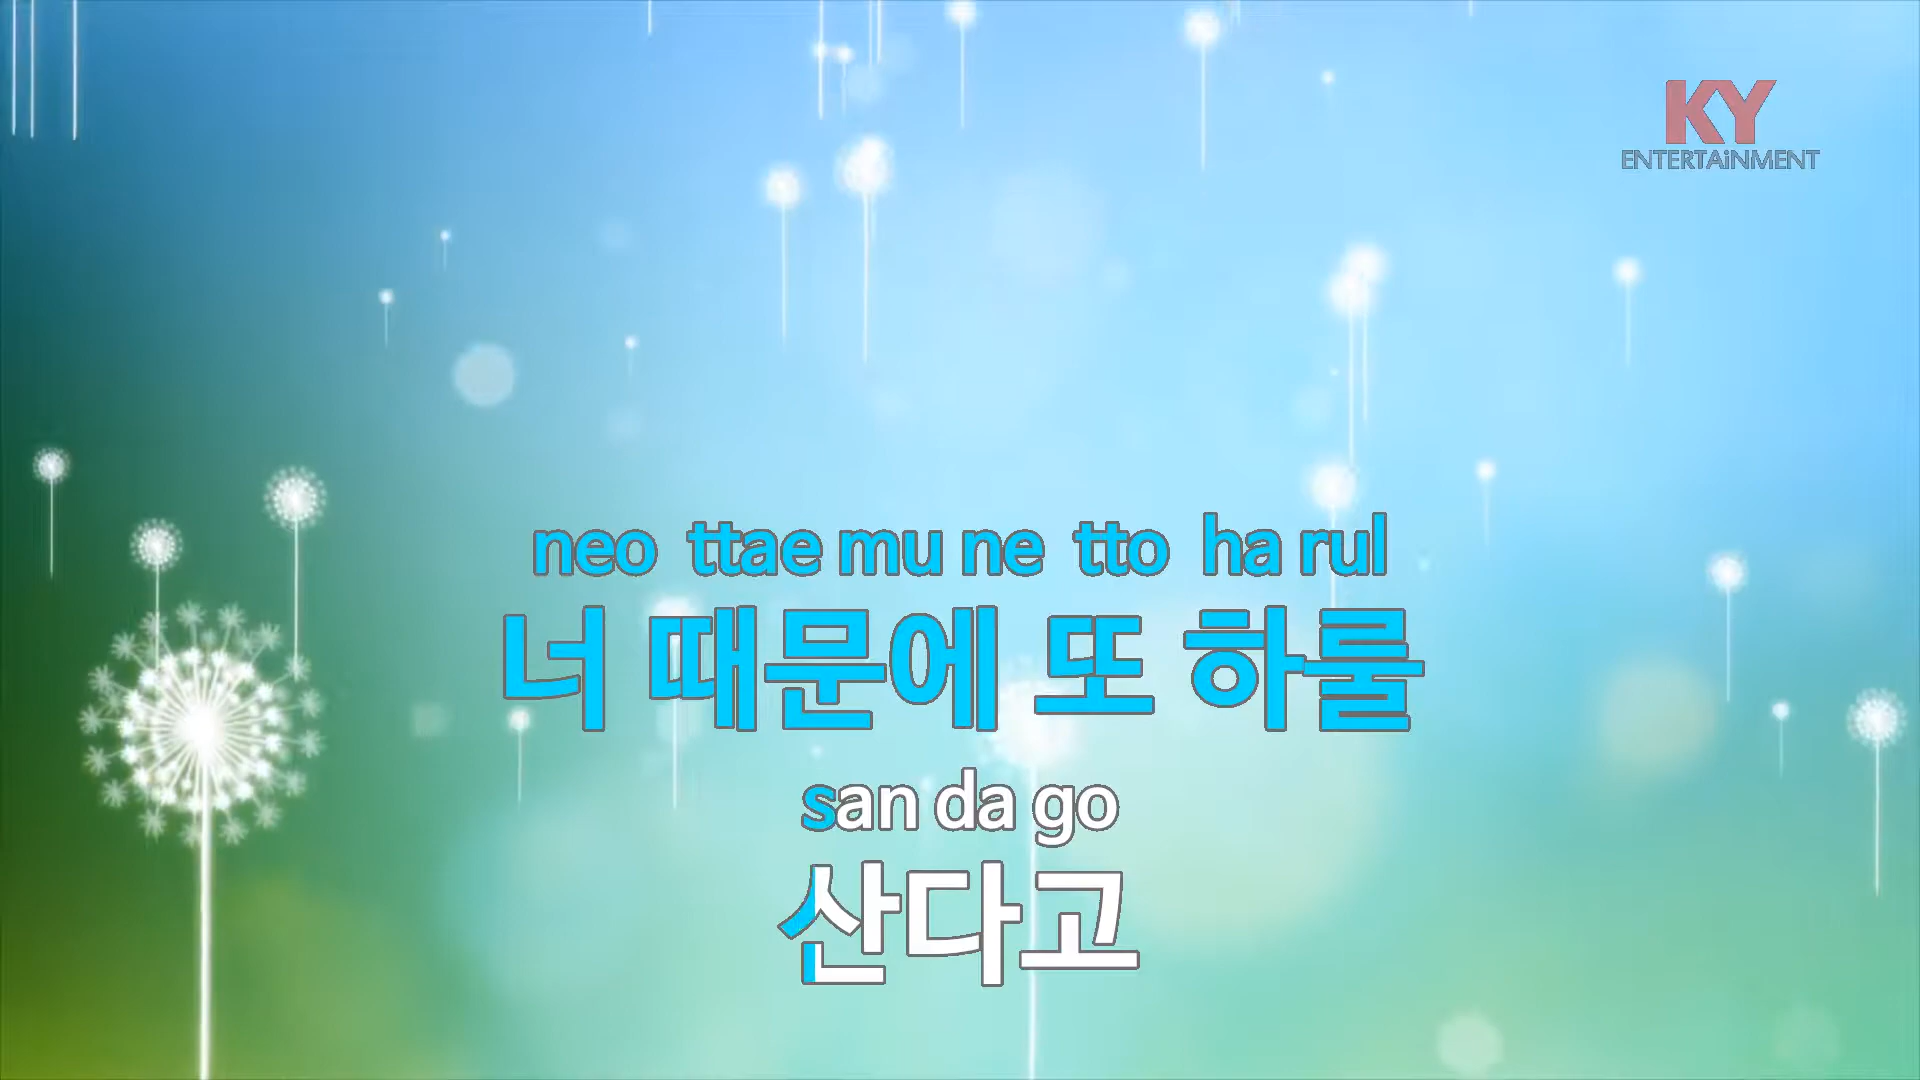 KY
ENTERTAiNMENT
neo ttae mu ne tto ha rul
너 때문에 또 하룰
san da go
산다고